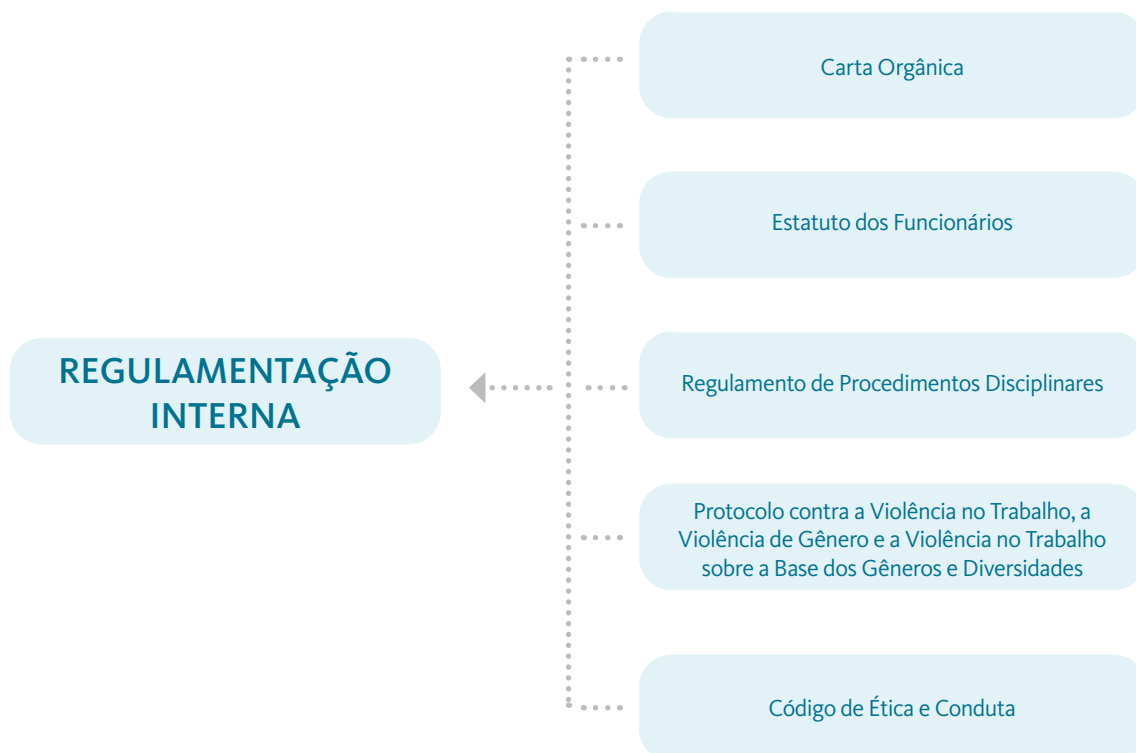 Carta Orgânica
Estatuto dos Funcionários
REGULAMENTAÇÃO
INTERNA
Regulamento de Procedimentos Disciplinares
Protocolo contra a Violência no Trabalho, a
Violência de Gênero e a Violência no Trabalho
sobre a Base dos Gêneros e Diversidades
Código de Ética e Conduta